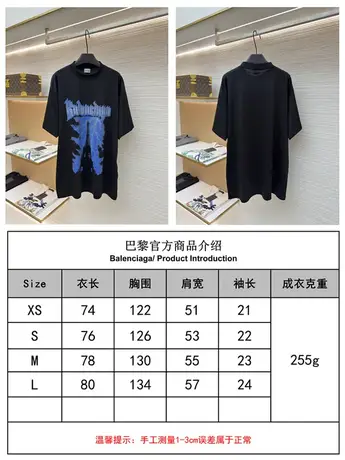 Balenciaga
巴黎官方商品介绍
Balenciaga/ Product Introduction
Size 衣长 胸围 肩宽 袖长 成衣克重
XS 74 122 51 21
S 76 126 53 22
M 78 130 55 23
L 80 134 57 24
255g
温馨提示：手工测量1-3cm误差属于正常